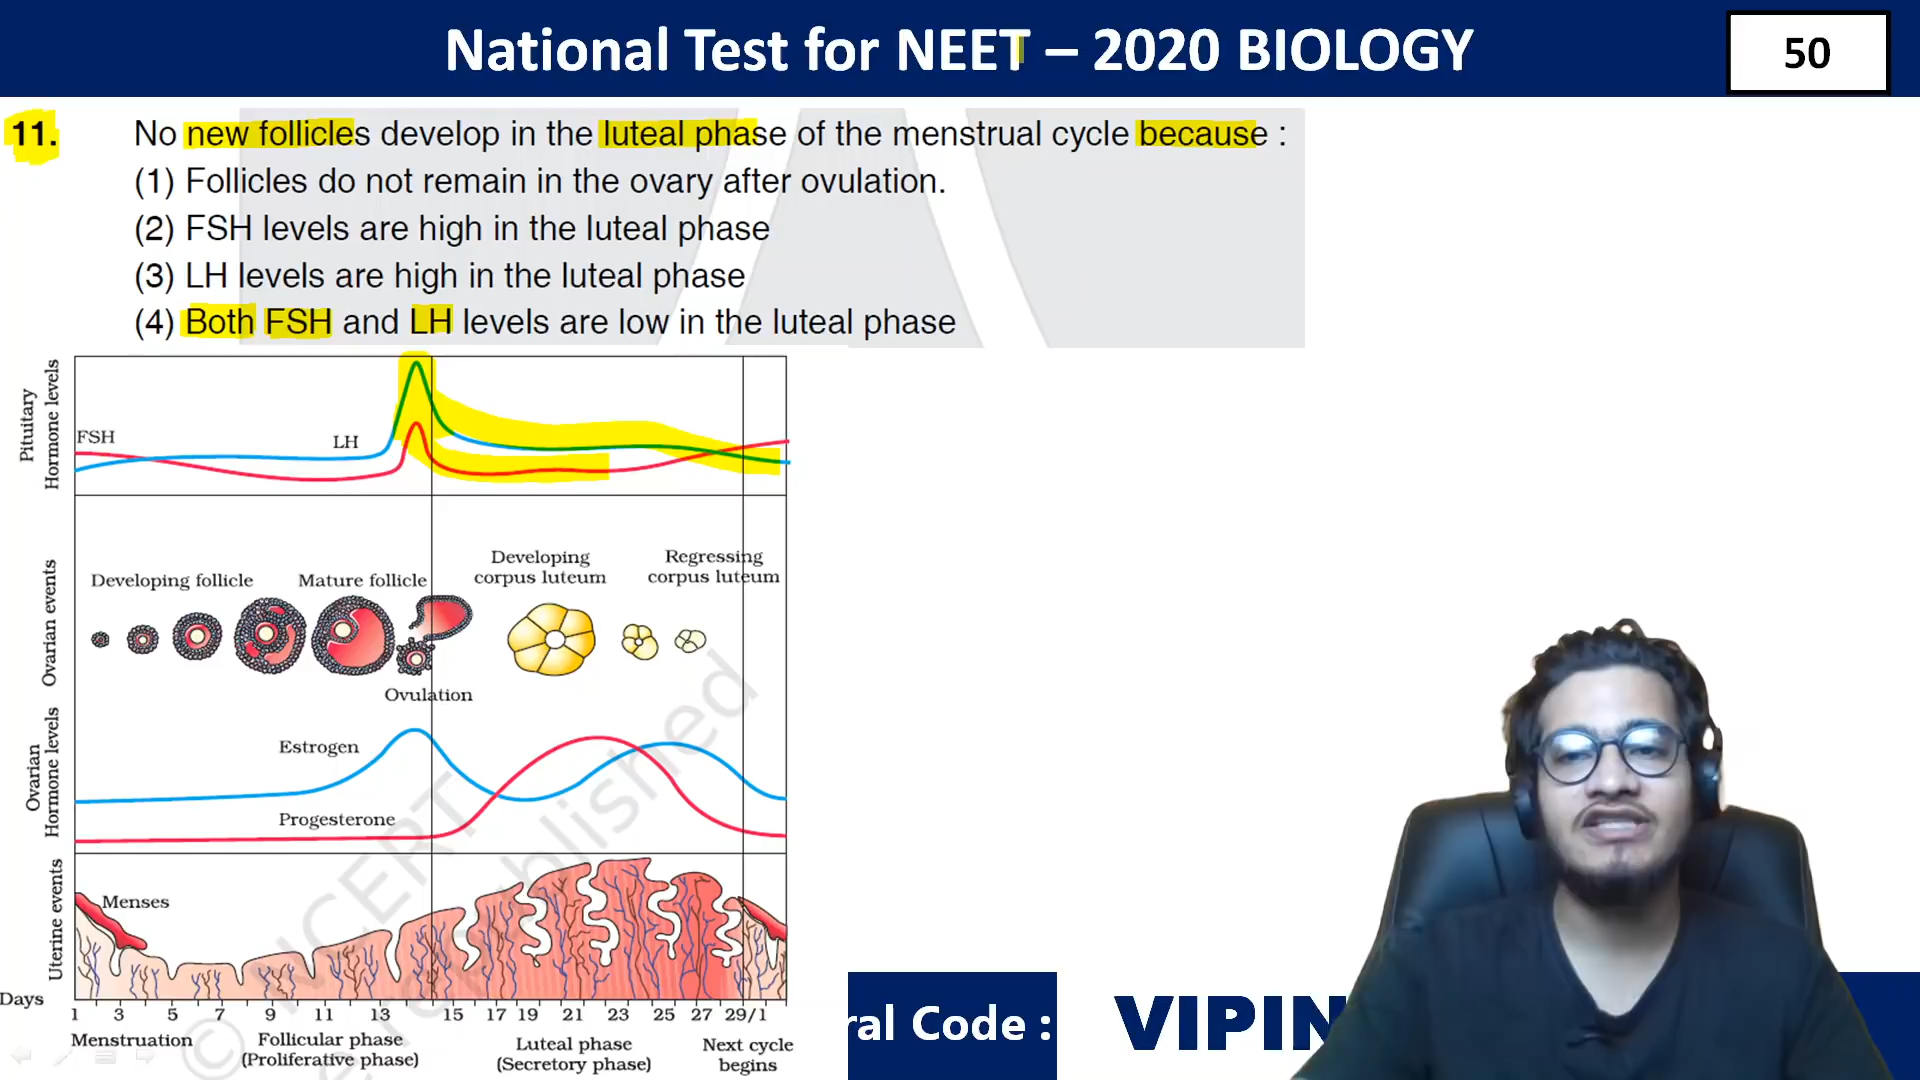 National Test for NEET – 2020 BIOLOGY
50
11. No new follicles develop in the luteal phase of the menstrual cycle because :
(1) Follicles do not remain in the ovary after ovulation.
(2) FSH levels are high in the luteal phase
(3) LH levels are high in the luteal phase
(4) Both FSH and LH levels are low in the luteal phase
Pituitary
Hormone levels
FSH
LH
Ovarian events
Developing follicle
Mature follicle
Developing
corpus luteum
Regressing
corpus luteum
Ovulation
Ovarian
Hormone levels
Estrogen
Progesterone
Uterine events
Menses
Days
1 3 5 7 9 11 13 15 17 19 21 23 25 27 29/1
Menstruation
Follicular phase
(Proliferative phase)
Luteal phase
(Secretory phase)
Next cycle
begins
© NCERT
republished
ral Code :
VIPIN